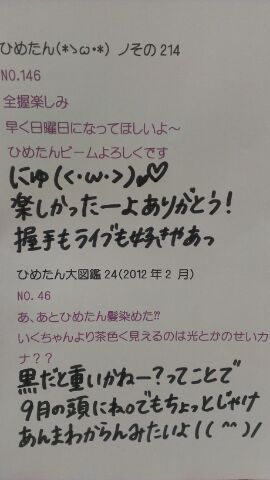 ひめたん(*>ω<*) ノその214
NO.146
全握楽しみ
早く日曜日になってほしいよ～
ひめたんビームよろしくです
にゅ(<・ω・>)♥
楽しかったーよありがとう!
握手もライブも好きやあっ
ひめたん大図鑑24(2012年2月)
NO.46
あ、あとひめたん髪染めた!?
いくちゃんより茶色く見えるのは光とかのせいカ
ナ??
黒だと重いかねー?ってことで
9月の頭にね。でもちょっとじゃけ
あんまわからんみたいよ!(^^)/